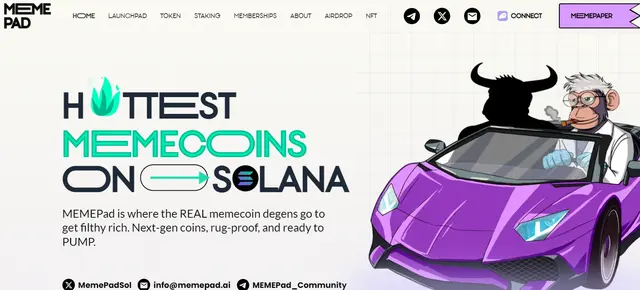 MEME
PAD
HOME
LAUNCHPAD
TOKEN
STAKING
MEMBERSHIPS
ABOUT
AIRDROP
NFT
CONNECT
MEMEPAPER
HOTTEST
MEMECOINS
ON SOLANA
MEMEPad is where the REAL memecoin degens go to
get filthy rich. Next-gen coins, rug-proof, and ready to
PUMP.
MemePadSol info@memepad.ai MEMEPad_Community